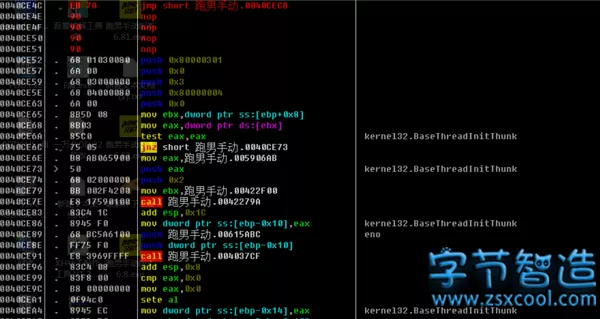 0040CE4C . EB 7A jmp short 跑男手动.0040CEC8
90 nop
90 nop
0040CE50 90 nop
0040CE51 90 nop
0040CE52 . 68 01030080 push 0x80000301
0040CE57 . 6A 00 push 0x0
0040CE59 . 68 03000000 push 0x3
0040CE5E . 68 04000080 push 0x80000004
0040CE63 . 6A 00 push 0x0
0040CE65 . 8B5D 08 mov ebx,dword ptr ss:[ebp+0x8]
0040CE68 . 8B03 mov eax,dword ptr ds:[ebx]
0040CE6A . 85C0 test eax,eax kernel32.BaseThreadInitThunk
0040CE6C . 75 05 jnz short 跑男手动.0040CE73
0040CE6E . B8 AB065900 mov eax,跑男手动.005906AB
0040CE73 > 50 push eax kernel32.BaseThreadInitThunk
0040CE74 . 68 02000000 push 0x2
0040CE79 . BB 002F4200 mov ebx,跑男手动.00422F00
0040CE7E . E8 17590100 call 跑男手动.0042279A
0040CE83 . 83C4 1C add esp,0x1C
0040CE86 . 8945 F0 mov dword ptr ss:[ebp-0x10],eax kernel32.BaseThreadInitThunk
0040CE89 . 68 BC5A6100 push 跑男手动.00615ABC eno
0040CE8E . FF75 F0 push dword ptr ss:[ebp-0x10]
0040CE91 . E8 3969FFFF call 跑男手动.004037CF
0040CE96 . 83C4 08 add esp,0x8
0040CE99 . 83F8 00 cmp eax,0x0
0040CE9C . B8 00000000 mov eax,0x0
0040CEA1 . 0F94C0 sete al
0040CEA4 . 8945 EC mov dword ptr ss:[ebp-0x14],eax kernel32.BaseThreadInitThunk
字节智造
www.zsxcool.com